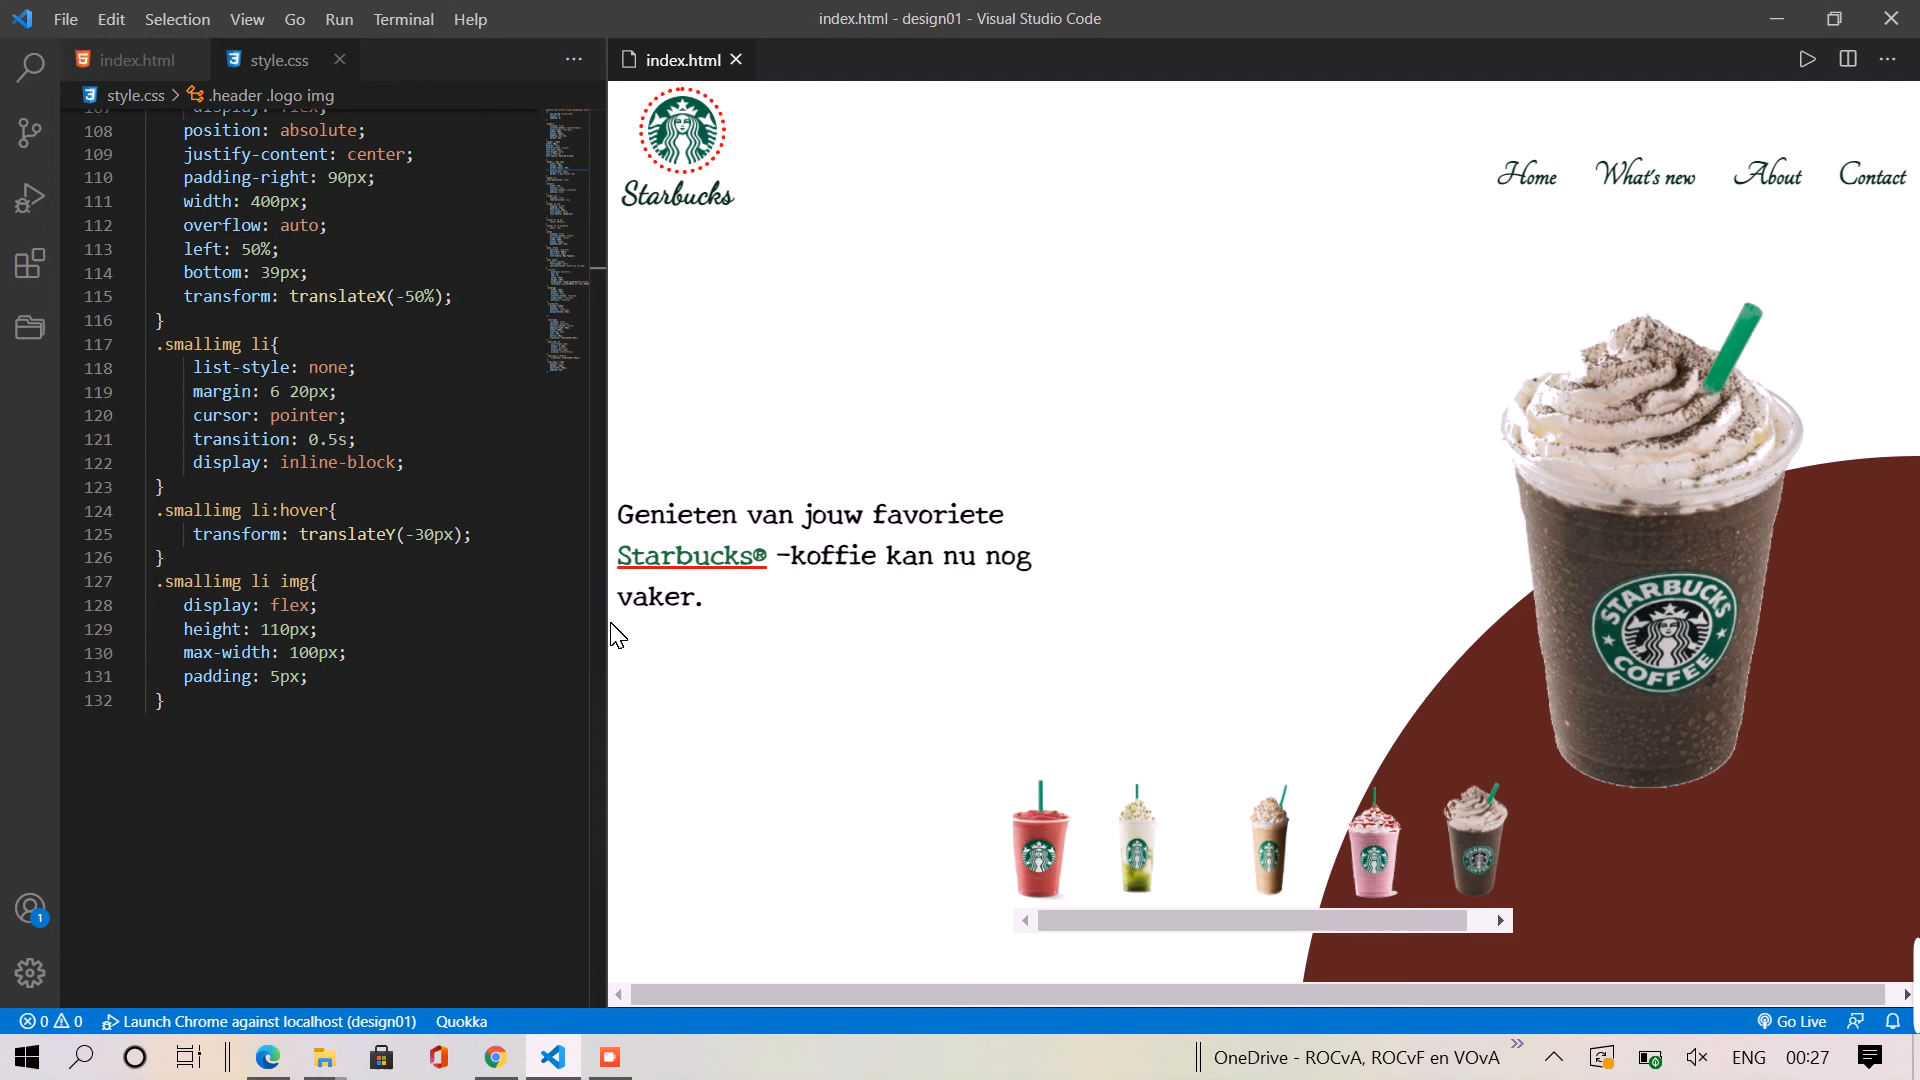 File Edit Selection View Go Run Terminal Help
index.html - design01 - Visual Studio Code
index.html
style.css
index.html
style.css > .header .logo img
108 position: absolute;
109 justify-content: center;
110 padding-right: 90px;
111 width: 400px;
112 overflow: auto;
113 left: 50%;
114 bottom: 39px;
115 transform: translateX(-50%);
116 }
117 .smallimg li{
118 list-style: none;
119 margin: 6 20px;
120 cursor: pointer;
121 transition: 0.5s;
122 display: inline-block;
123 }
124 .smallimg li:hover{
125 transform: translateY(-30px);
126 }
127 .smallimg li img{
128 display: flex;
129 height: 110px;
130 max-width: 100px;
131 padding: 5px;
132 }
Starbucks
Home What's new About Contact
Genieten van jouw favoriete
Starbucks® -koffie kan nu nog
vaker.
STARBUCKS
COFFEE
1
0 0 Launch Chrome against localhost (design01) Quokka
Go Live
OneDrive - ROCvA, ROCvF en VOvA
ENG 00:27